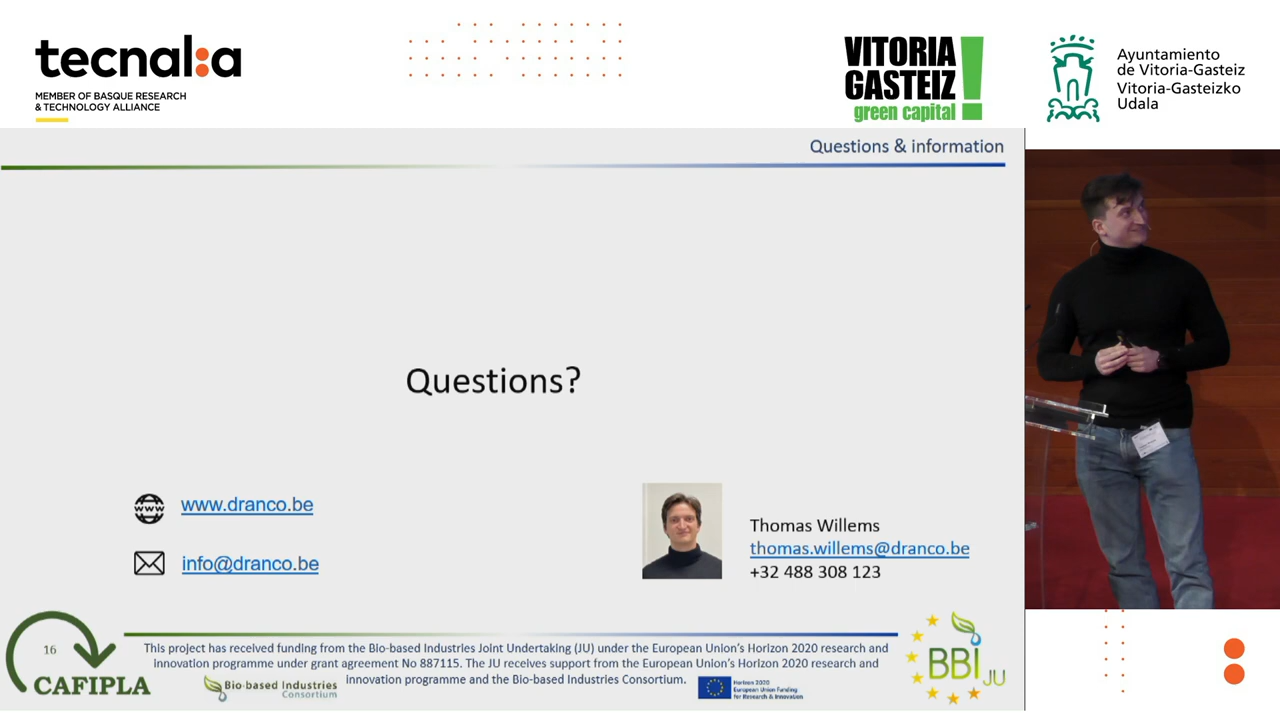 tecnal:a
MEMBER OF BASQUE RESEARCH
& TECHNOLOGY ALLIANCE
VITORIA
GASTEIZ
green capital
Ayuntamiento
de Vitoria-Gasteiz
Vitoria-Gasteizko
Udala
Questions & information
Questions?
www
www.dranco.be
info@dranco.be
Thomas Willems
thomas.willems@dranco.be
+32 488 308 123
16
CAFIPLA
This project has received funding from the Bio-based Industries Joint Undertaking (JU) under the European Union's Horizon 2020 research and
innovation programme under grant agreement No 887115. The JU receives support from the European Union's Horizon 2020 research and
innovation programme and the Bio-based Industries Consortium.
Bio-based Industries
Consortium
Horizon 2020
European Union Funding
for Research & Innovation
BBI JU